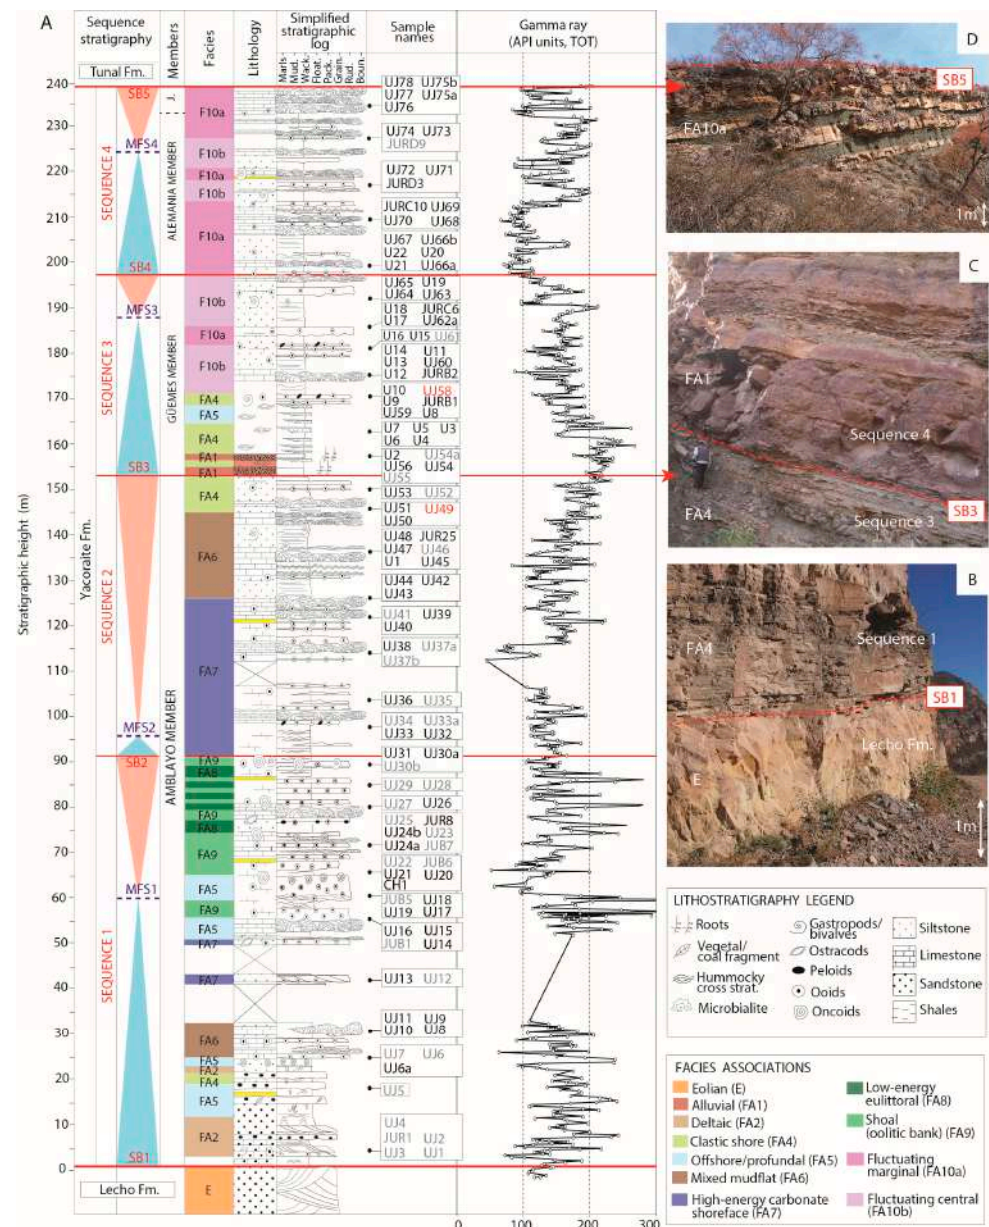 A
Sequence stratigraphy
Members
Facies
Lithology
Simplified stratigraphic log
Marls
Mud.
Wack.
Float.
Pack.
Grain.
Rud.
Boun.
Sample names
Gamma ray
(API units, TOT)
Stratigraphic height (m)
Tunal Fm.
Yacoraite Fm.
Lecho Fm.
240
230
220
210
200
190
180
170
160
150
140
130
120
110
100
90
80
70
60
50
40
30
20
10
5
0
SB5
MFS4
SEQUENCE 4
SB4
MFS3
SEQUENCE 3
SB3
SEQUENCE 2
MFS2
SB2
MFS1
SEQUENCE 1
SB1
J.
ALEMANIA MEMBER
GÜEMES MEMBER
AMBLAYO MEMBER
F10a
F10b
F10a
F10b
F10a
F10b
F10a
F10b
FA4
FA5
FA4
FA1
FA1
FA4
FA6
FA7
FA9
FA8
FA9
FA8
FA9
FA5
FA9
FA5
FA7
FA7
FA6
FA5
FA2
FA4
FA5
FA2
E
UJ78 UJ75b
UJ77 UJ75a
UJ76
UJ74 UJ73
JURD9
UJ72 UJ71
JURD3
JURC10 UJ69
UJ70 UJ68
UJ67 UJ66b
U22 U20
U21 UJ66a
UJ65 U19
UJ64 UJ63
U18 JURC6
U17 UJ62a
U16 U15 UJ61
U14 U11
U13 UJ60
U12 JURB2
U10 UJ58
U9 JURB1
UJ59 U8
U7 U5 U3
U6 U4
U2 UJ54a
UJ56 UJ54
UJ55
UJ53 UJ52
UJ51 UJ49
UJ50
UJ48 JUR25
UJ47 UJ46
U1 UJ45
UJ44 UJ42
UJ43
UJ41 UJ39
UJ40
UJ38 UJ37a
UJ37b
UJ36 UJ35
UJ34 UJ33a
UJ33 UJ32
UJ31 UJ30a
UJ30b
UJ29 UJ28
UJ27 UJ26
UJ25 JUR8
UJ24b UJ23
UJ24a JUB7
UJ22 JUB6
UJ21 UJ20
CH1
JUB5 UJ18
UJ19 UJ17
UJ16 UJ15
JUB1 UJ14
UJ13 UJ12
UJ11 UJ9
UJ10 UJ8
UJ7 UJ6
UJ6a
UJ5
UJ4
JUR1 UJ2
UJ3 UJ1
0 100 200 300
D
SB5
FA10a
1m
C
FA1
Sequence 4
SB3
FA4
Sequence 3
B
FA4
Sequence 1
SB1
Lecho Fm.
E
1m
LITHOSTRATIGRAPHY LEGEND
Roots
Vegetal/
coal fragment
Hummocky
cross strat.
Microbialite
Gastropods/
bivalves
Ostracods
Peloids
Ooids
Oncoids
Siltstone
Limestone
Sandstone
Shales
FACIES ASSOCIATIONS
Eolian (E)
Alluvial (FA1)
Deltaic (FA2)
Clastic shore (FA4)
Offshore/profundal (FA5)
Mixed mudflat (FA6)
High-energy carbonate
shoreface (FA7)
Low-energy
eulittoral (FA8)
Shoal
(oolitic bank) (FA9)
Fluctuating
marginal (FA10a)
Fluctuating central
(FA10b)